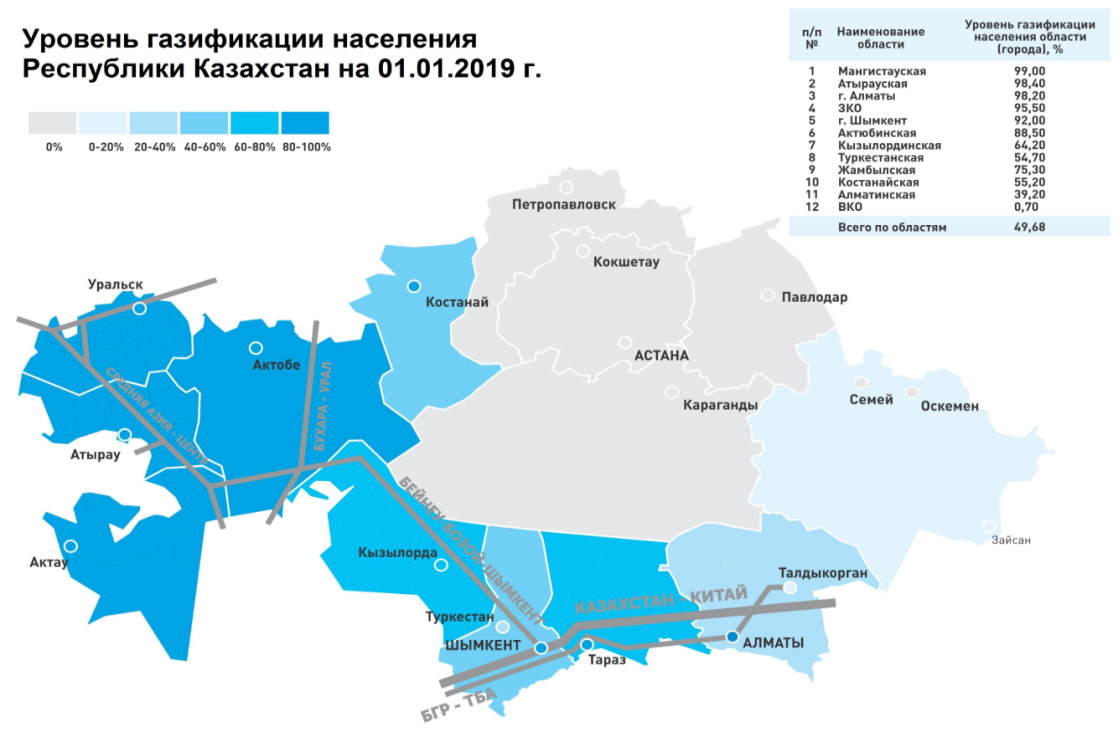 Уровень газификации населения
Республики Казахстан на 01.01.2019 г.
0% 0-20% 20-40% 40-60% 60-80% 80-100%
п/п № Наименование области Уровень газификации населения области (города), %
1 Мангистауская 99,00
2 Атырауская 98,40
3 г. Алматы 98,20
4 ЗКО 95,50
5 г. Шымкент 92,00
6 Актюбинская 88,50
7 Кызылординская 64,20
8 Туркестанская 54,70
9 Жамбылская 75,30
10 Костанайская 55,20
11 Алматинская 39,20
12 ВКО 0,70
Всего по областям 49,68
Петропавловск
Кокшетау
Уральск
Костанай
Павлодар
АСТАНА
Актобе
СРЕДНЯЯ АЗИЯ - ЦЕНТР
БУХАРА - УРАЛ
Караганды
Семей
Оскемен
Атырау
БЕЙНЕУ-БОЗОЙ-ШЫМКЕНТ
Зайсан
Кызылорда
Актау
Талдыкорган
КАЗАХСТАН - КИТАЙ
Туркестан
ШЫМКЕНТ
АЛМАТЫ
Тараз
БГР - ТБА